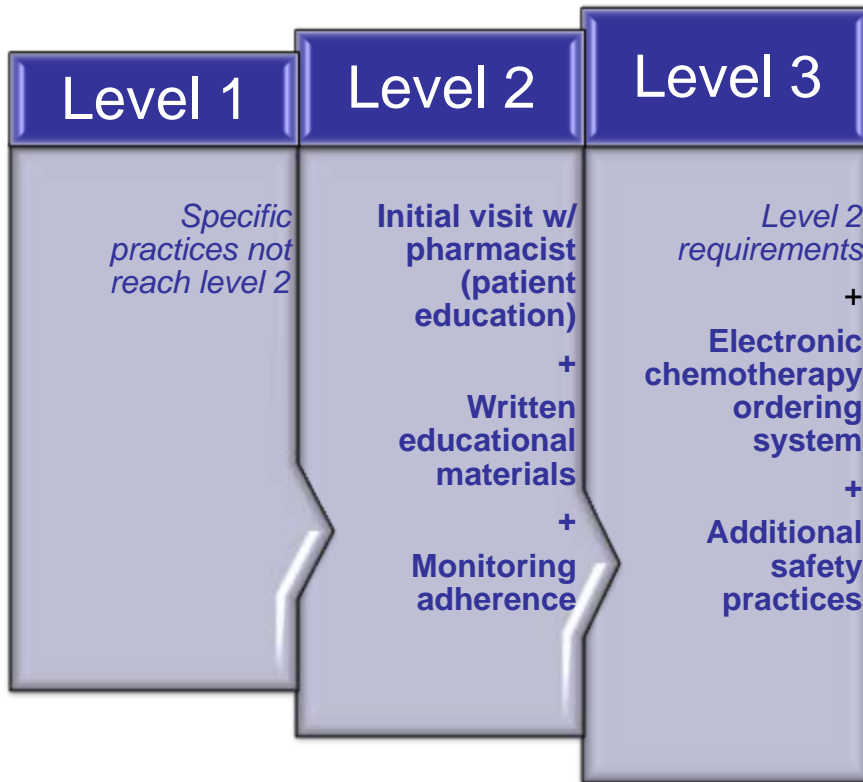 Level 1
Specific
practices not
reach level 2
Level 2
Initial visit w/
pharmacist
(patient
education)
+
Written
educational
materials
+
Monitoring
adherence
Level 3
Level 2
requirements
+
Electronic
chemotherapy
ordering
system
+
Additional
safety
practices